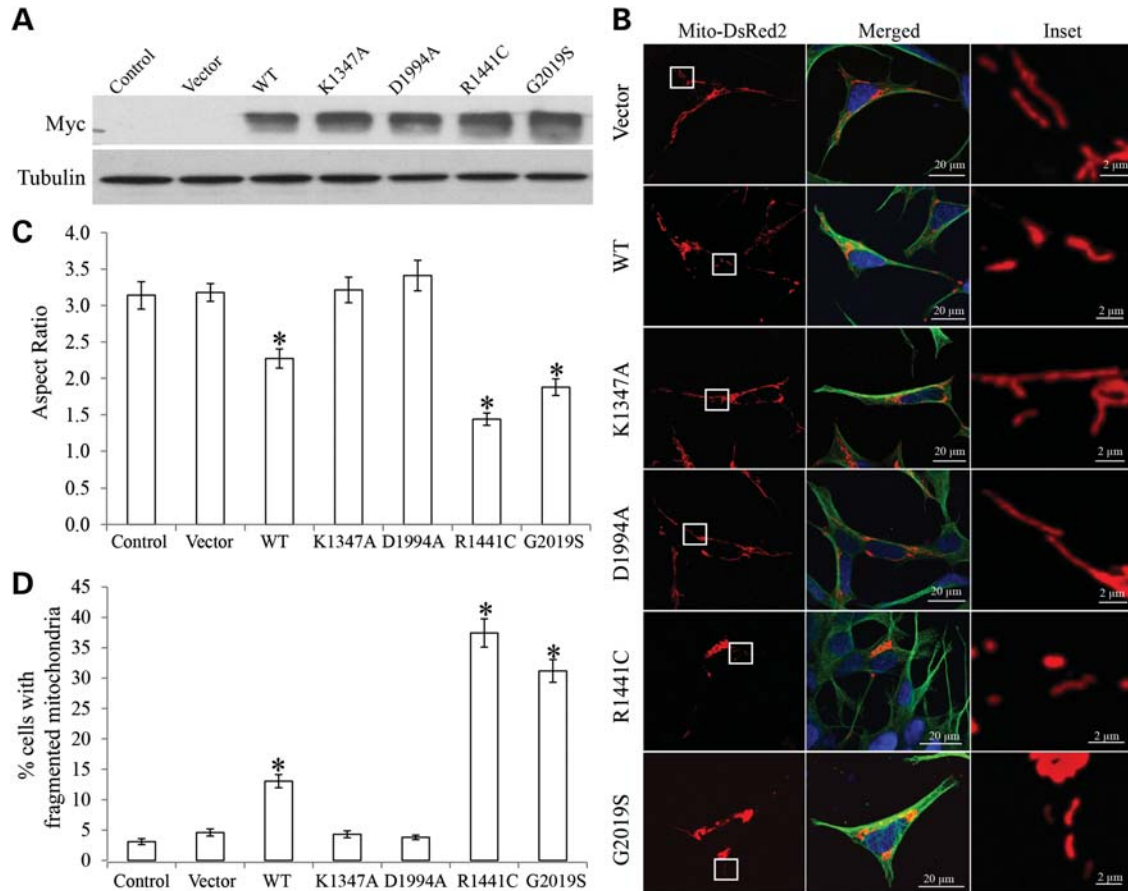 A
Control
Vector
WT
K1347A
D1994A
R1441C
G2019S
Myc
Tubulin
C
4.0
3.5
3.0
2.5
2.0
1.5
1.0
0.5
0.0
Aspect Ratio
*
*
*
Control Vector WT K1347A D1994A R1441C G2019S
D
45
40
35
30
25
20
15
10
5
0
% cells with
fragmented mitochondria
*
*
*
Control Vector WT K1347A D1994A R1441C G2019S
B
Mito-DsRed2 Merged Inset
Vector
20 μm
2 μm
WT
20 μm
2 μm
K1347A
20 μm
2 μm
D1994A
20 μm
2 μm
R1441C
20 μm
2 μm
G2019S
20 μm
2 μm